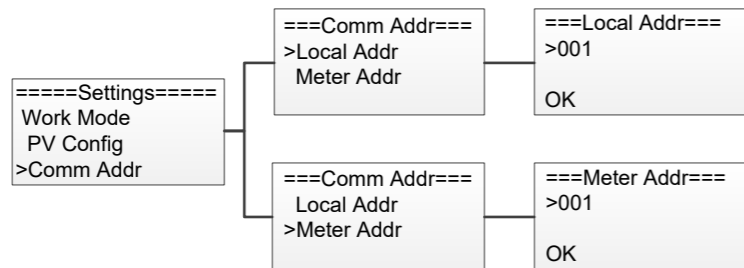 =====Settings=====
Work Mode
PV Config
>Comm Addr
===Comm Addr===
>Local Addr
Meter Addr
===Local Addr===
>001
OK
===Comm Addr===
Local Addr
>Meter Addr
===Meter Addr===
>001
OK